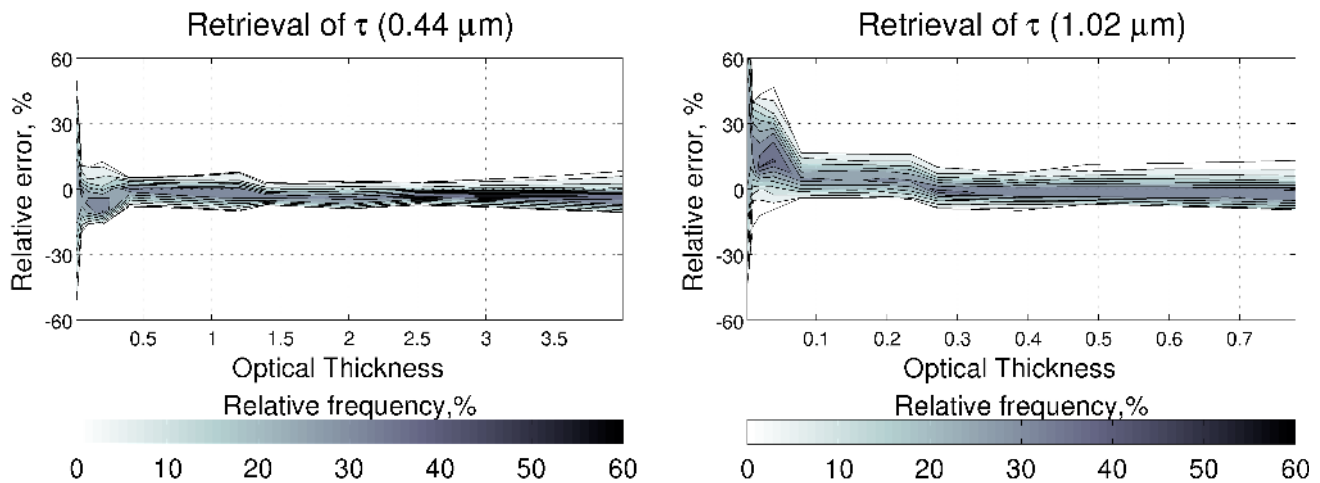 Retrieval of τ (0.44 μm)
Relative error, %
60
30
0
-30
-60
0.5 1 1.5 2 2.5 3 3.5
Optical Thickness
Relative frequency,%
0 10 20 30 40 50 60
Retrieval of τ (1.02 μm)
Relative error, %
60
30
0
-30
-60
0.1 0.2 0.3 0.4 0.5 0.6 0.7
Optical Thickness
Relative frequency,%
0 10 20 30 40 50 60